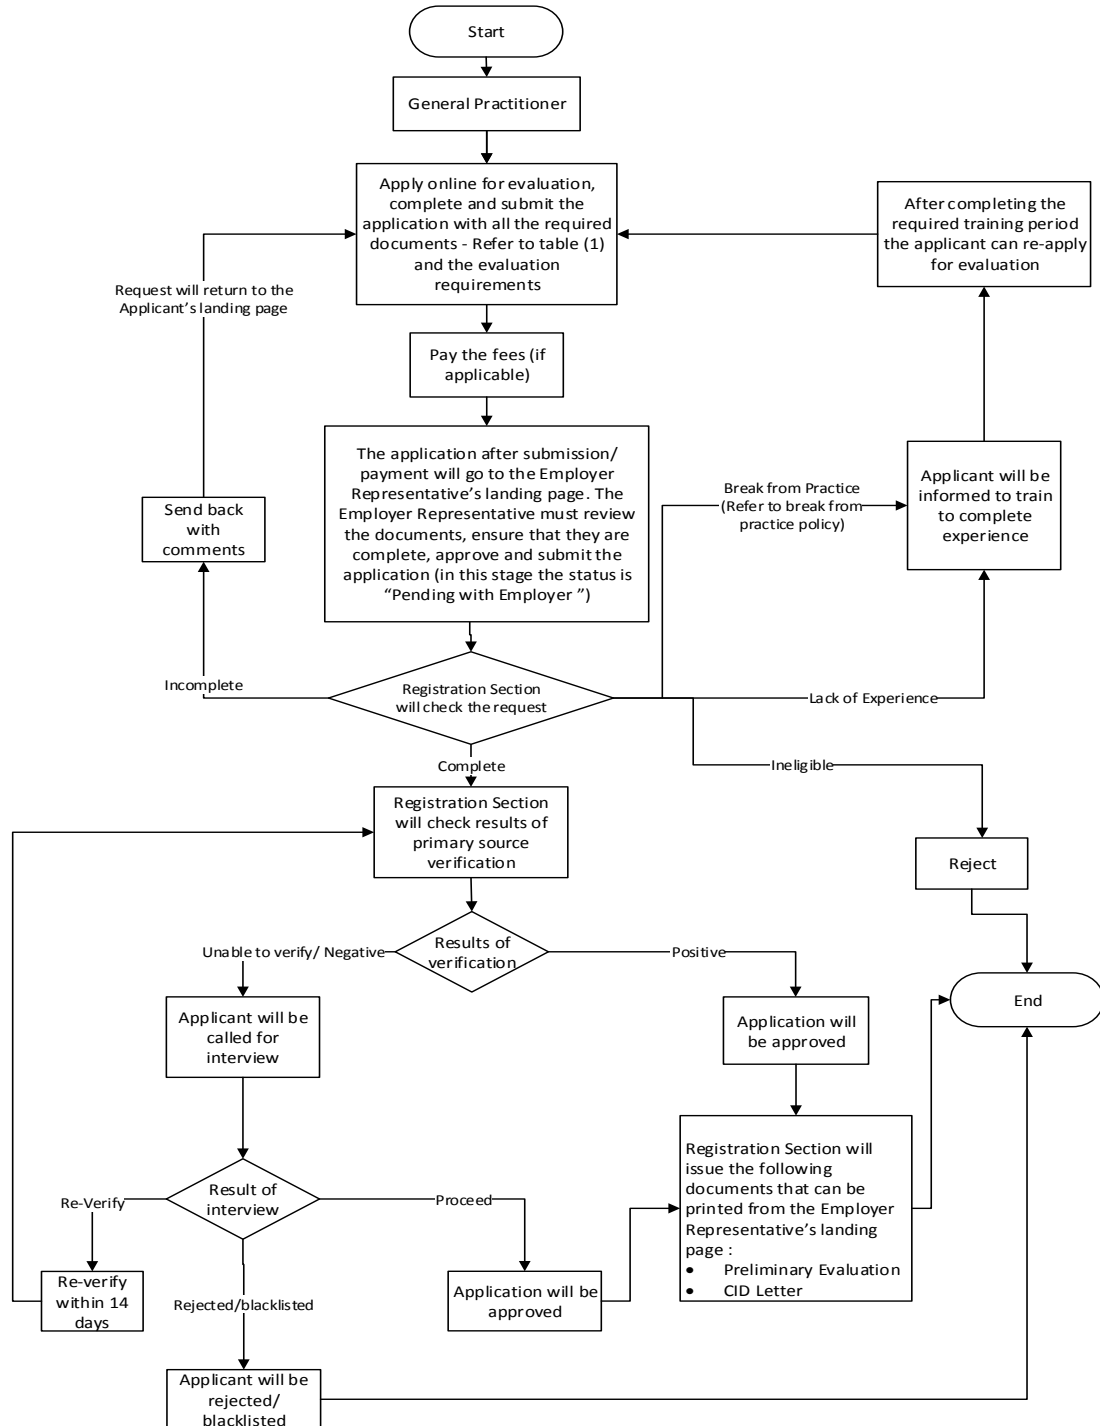 Start
General Practitioner
Apply online for evaluation,
complete and submit the
application with all the required
documents - Refer to table (1)
and the evaluation
requirements
After completing the
required training period
the applicant can re-apply
for evaluation
Request will return to the
Applicant’s landing page
Pay the fees (if
applicable)
The application after submission/
payment will go to the Employer
Representative’s landing page. The
Employer Representative must review
the documents, ensure that they are
complete, approve and submit the
application (in this stage the status is
“Pending with Employer ”)
Send back
with
comments
Break from Practice
(Refer to break from
practice policy)
Applicant will be
informed to train
to complete
experience
Incomplete
Registration Section
will check the request
Lack of Experience
Complete
Ineligible
Registration Section
will check results of
primary source
verification
Reject
Unable to verify/ Negative
Results of
verification
Positive
End
Applicant will be
called for
interview
Application will
be approved
Registration Section will
issue the following
documents that can be
printed from the Employer
Representative’s landing
page :
• Preliminary Evaluation
• CID Letter
Re-Verify
Result of
interview
Proceed
Re-verify
within 14
days
Rejected/blacklisted
Application will be
approved
Applicant will be
rejected/
blacklisted